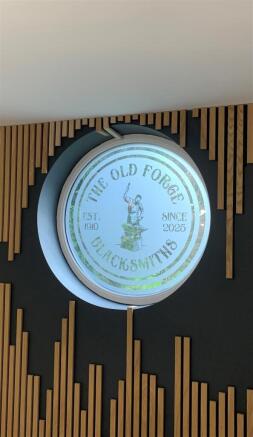 THE OLD FORGE
EST. 1910
SINCE 2025
BLACKSMITHS